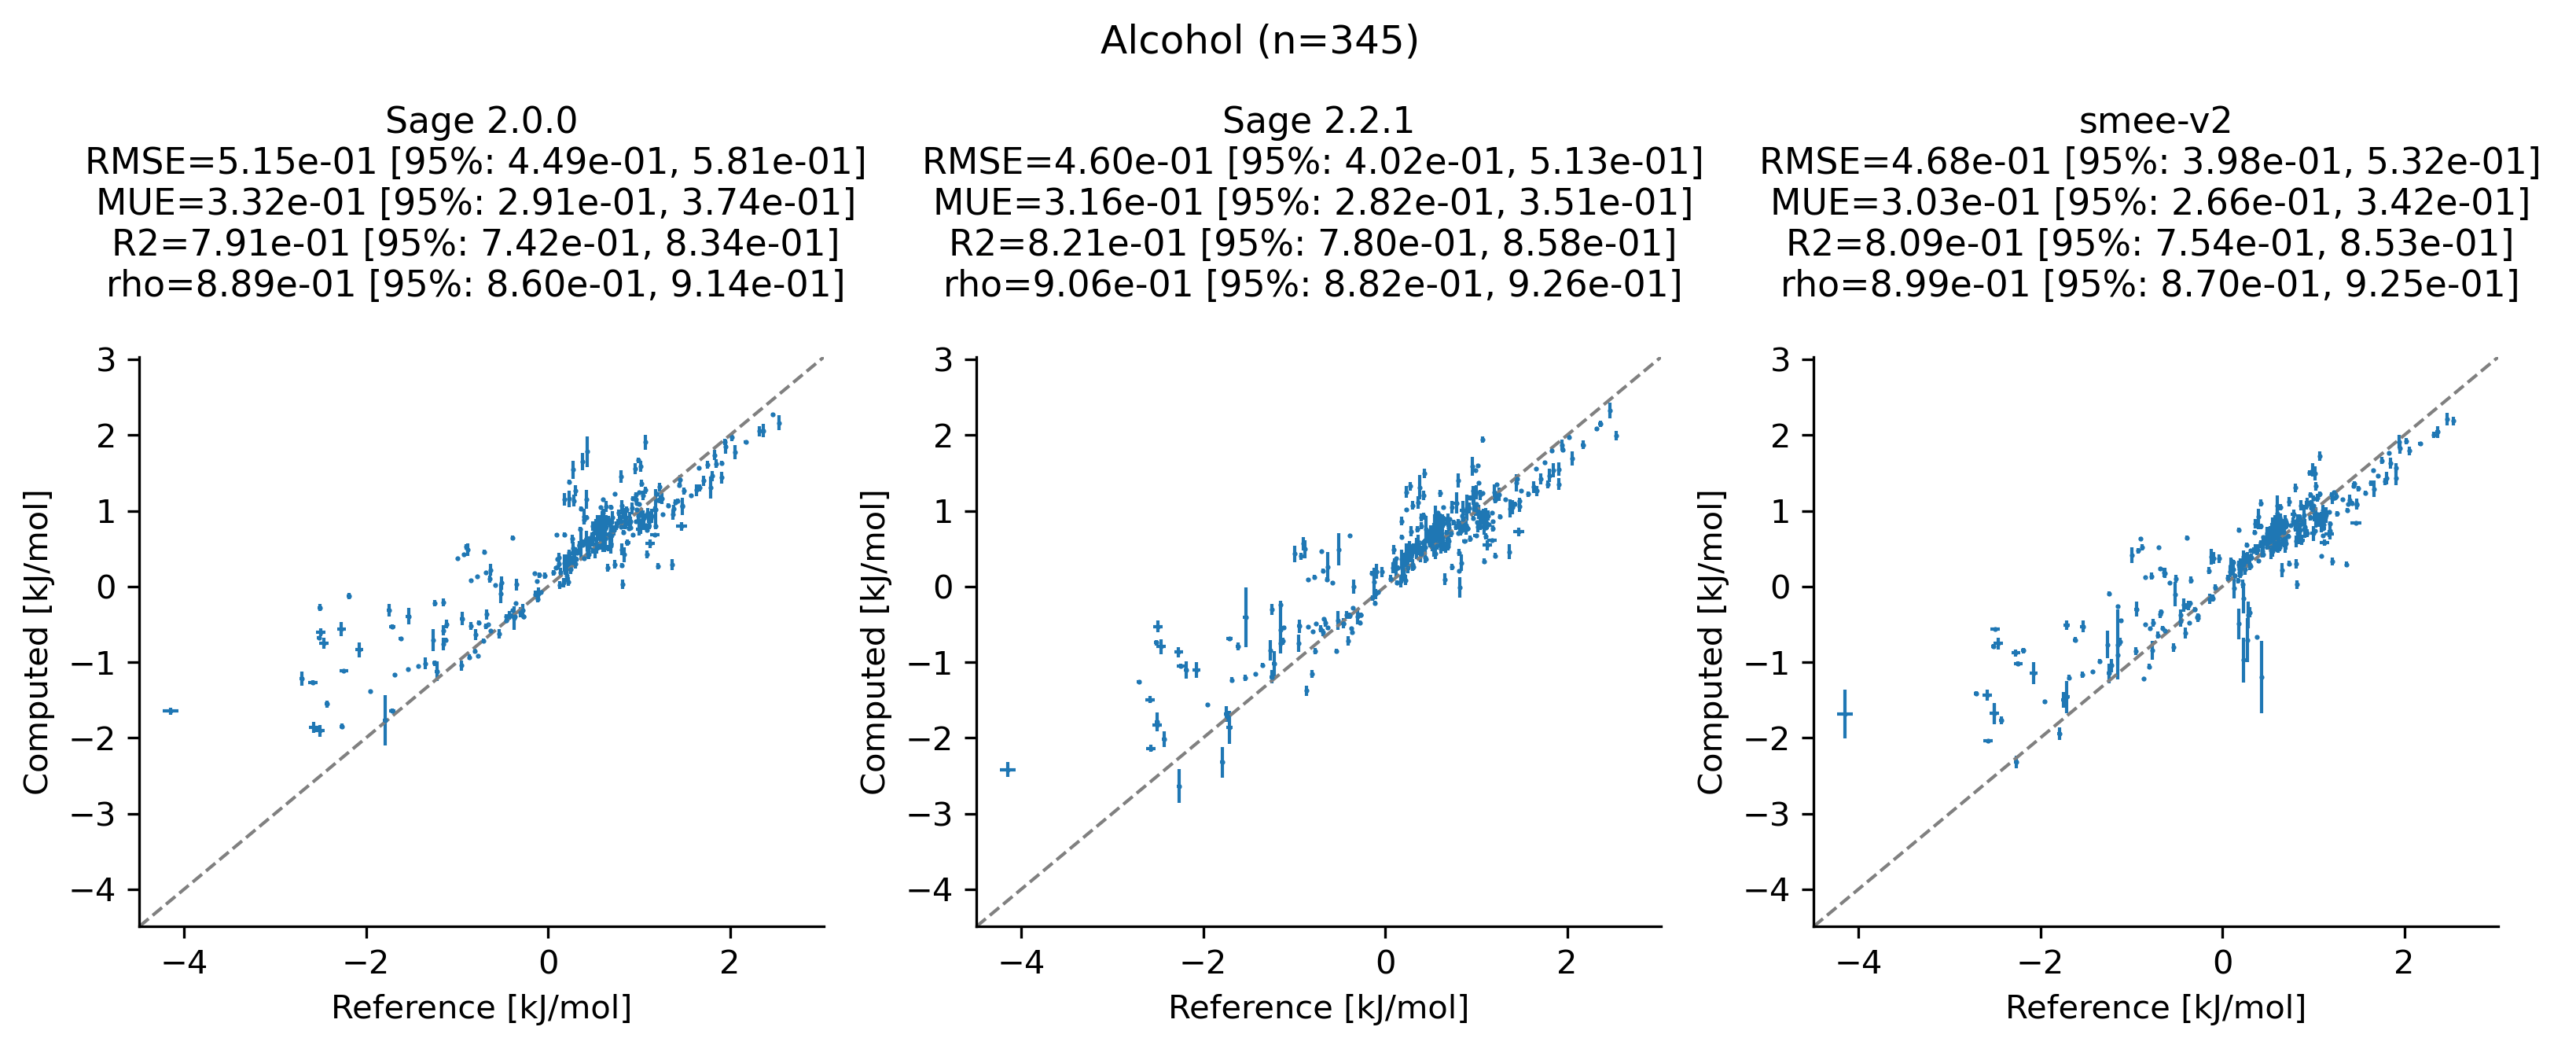 Alcohol (n=345)
Sage 2.0.0
RMSE=5.15e-01 [95%: 4.49e-01, 5.81e-01]
MUE=3.32e-01 [95%: 2.91e-01, 3.74e-01]
R2=7.91e-01 [95%: 7.42e-01, 8.34e-01]
rho=8.89e-01 [95%: 8.60e-01, 9.14e-01]
3
2
1
0
−1
−2
−3
−4
Computed [kJ/mol]
−4
−2
0
2
Reference [kJ/mol]
Sage 2.2.1
RMSE=4.60e-01 [95%: 4.02e-01, 5.13e-01]
MUE=3.16e-01 [95%: 2.82e-01, 3.51e-01]
R2=8.21e-01 [95%: 7.80e-01, 8.58e-01]
rho=9.06e-01 [95%: 8.82e-01, 9.26e-01]
3
2
1
0
−1
−2
−3
−4
Computed [kJ/mol]
−4
−2
0
2
Reference [kJ/mol]
smee-v2
RMSE=4.68e-01 [95%: 3.98e-01, 5.32e-01]
MUE=3.03e-01 [95%: 2.66e-01, 3.42e-01]
R2=8.09e-01 [95%: 7.54e-01, 8.53e-01]
rho=8.99e-01 [95%: 8.70e-01, 9.25e-01]
3
2
1
0
−1
−2
−3
−4
Computed [kJ/mol]
−4
−2
0
2
Reference [kJ/mol]